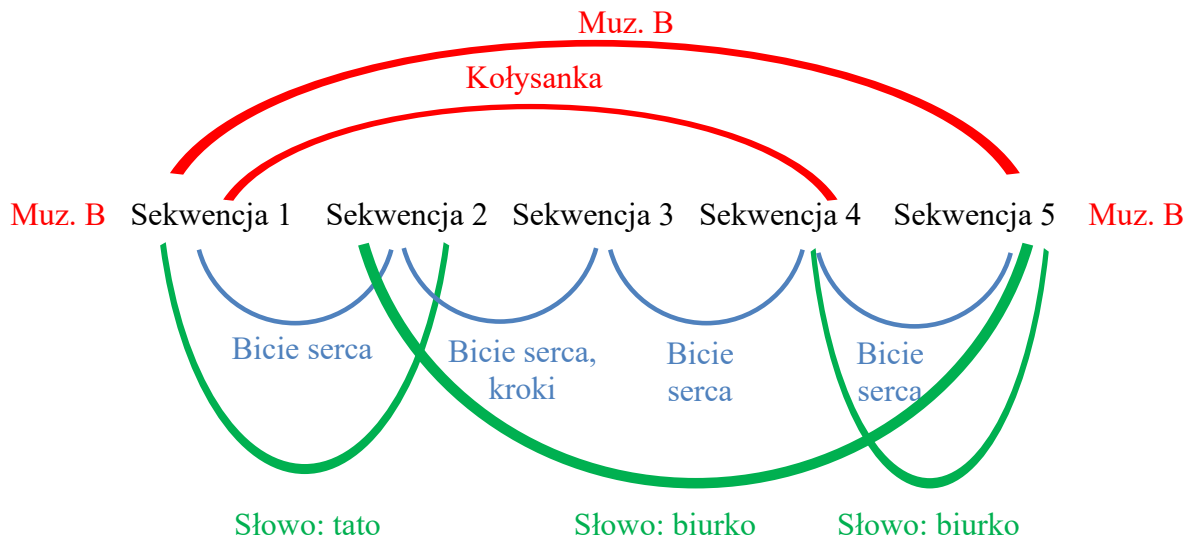 Muz. B
Kołysanka
Muz. B Sekwencja 1 Sekwencja 2 Sekwencja 3 Sekwencja 4 Sekwencja 5 Muz. B
Bicie serca
Bicie serca,
kroki
Bicie
serca
Bicie
serca
Słowo: tato
Słowo: biurko
Słowo: biurko